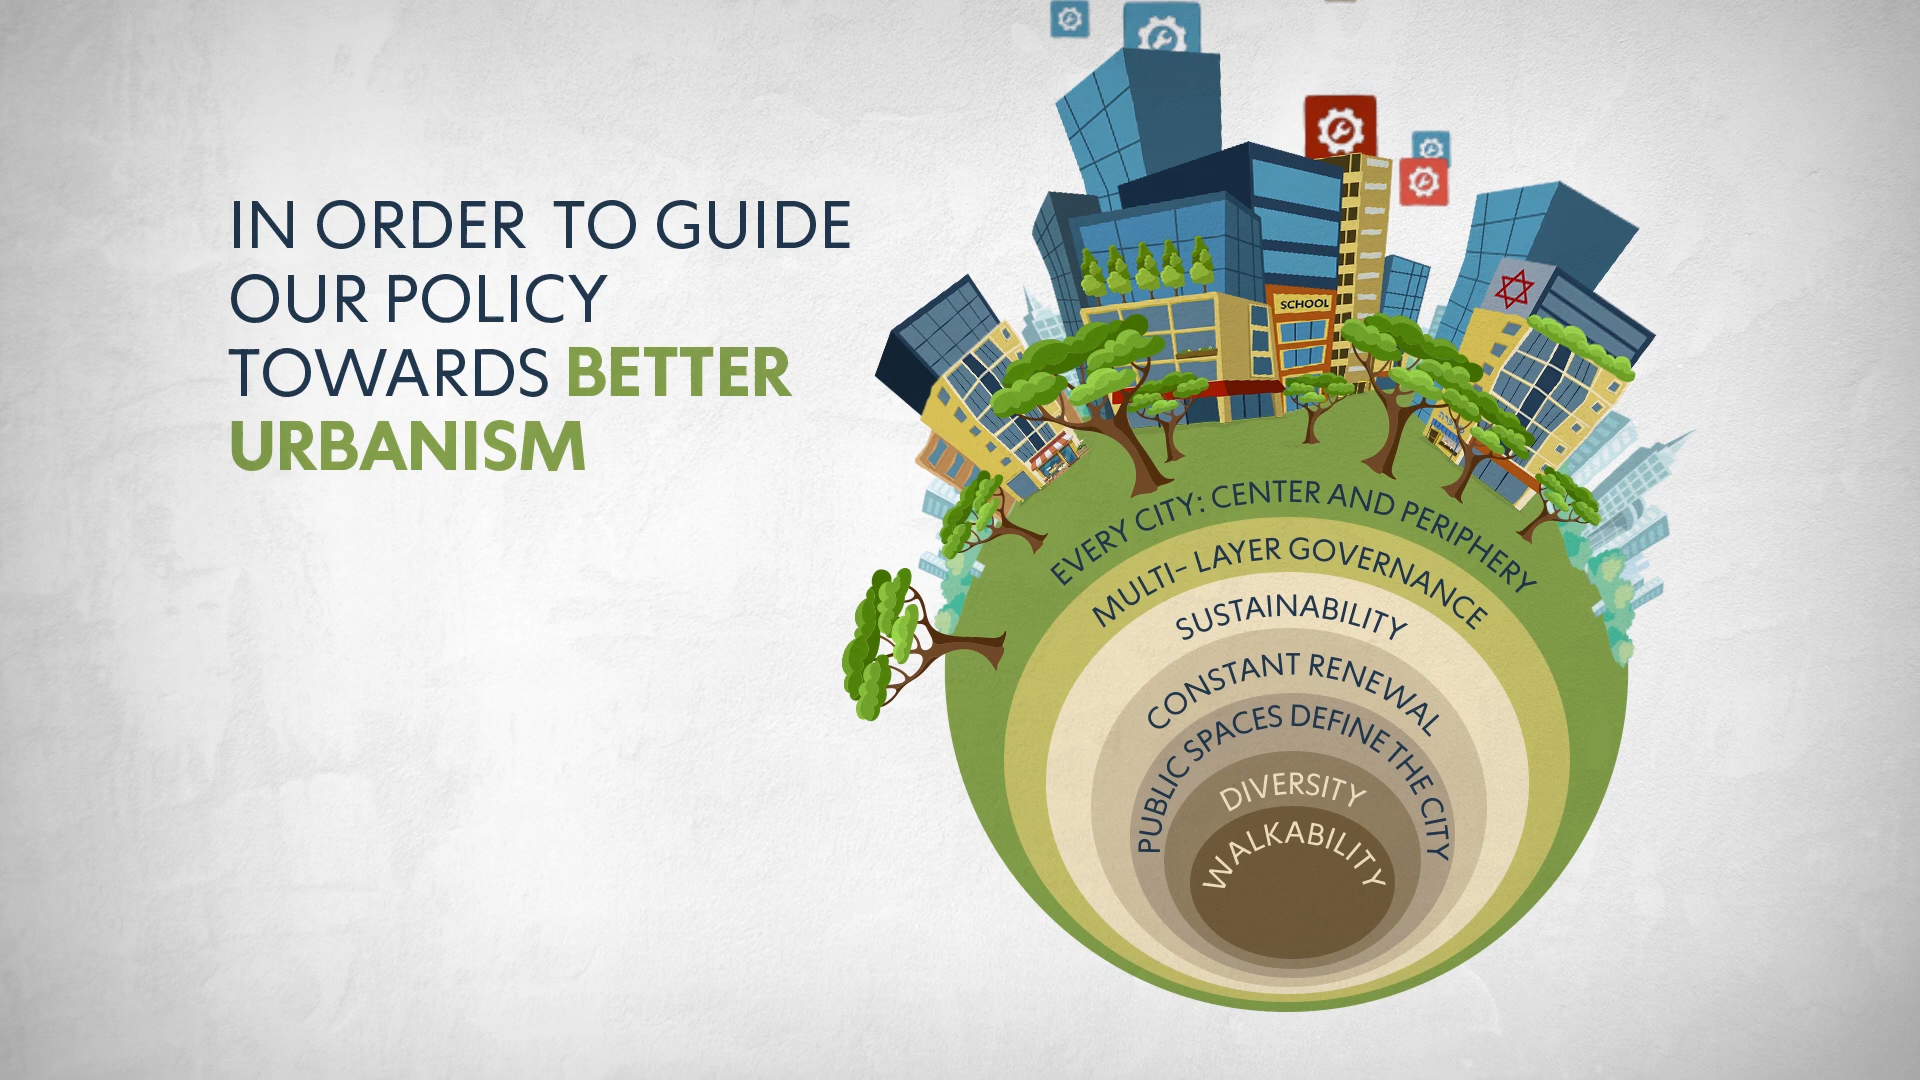 IN ORDER TO GUIDE
OUR POLICY
TOWARDS BETTER
URBANISM
SCHOOL
EVERY CITY: CENTER AND PERIPHERY
MULTI- LAYER GOVERNANCE
SUSTAINABILITY
CONSTANT RENEWAL
PUBLIC SPACES DEFINE THE CITY
DIVERSITY
WALKABILITY